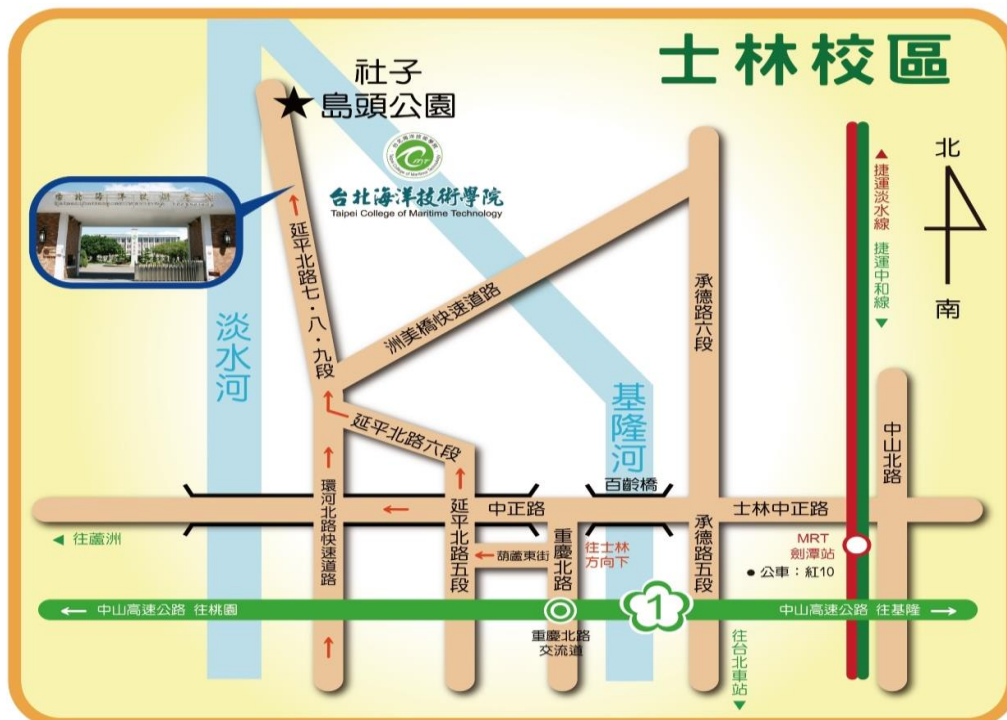 士林校區
社子
島頭公園
台北海洋技術學院
Taipei College of Maritime Technology
北
南
▲捷運淡水線
捷運中和線▼
延平北路七・八・九段
洲美橋快速道路
承德路六段
淡水河
基隆河
中山北路
延平北路六段
百齡橋
環河北路快速道路
中正路
士林中正路
◀ 往蘆洲
延平北路五段
葫蘆東街
重慶北路
往士林
方向下
承德路五段
MRT
劍潭站
● 公車：紅10
← 中山高速公路 往桃園
1
中山高速公路 往基隆 →
重慶北路
交流道
往台北車站▼